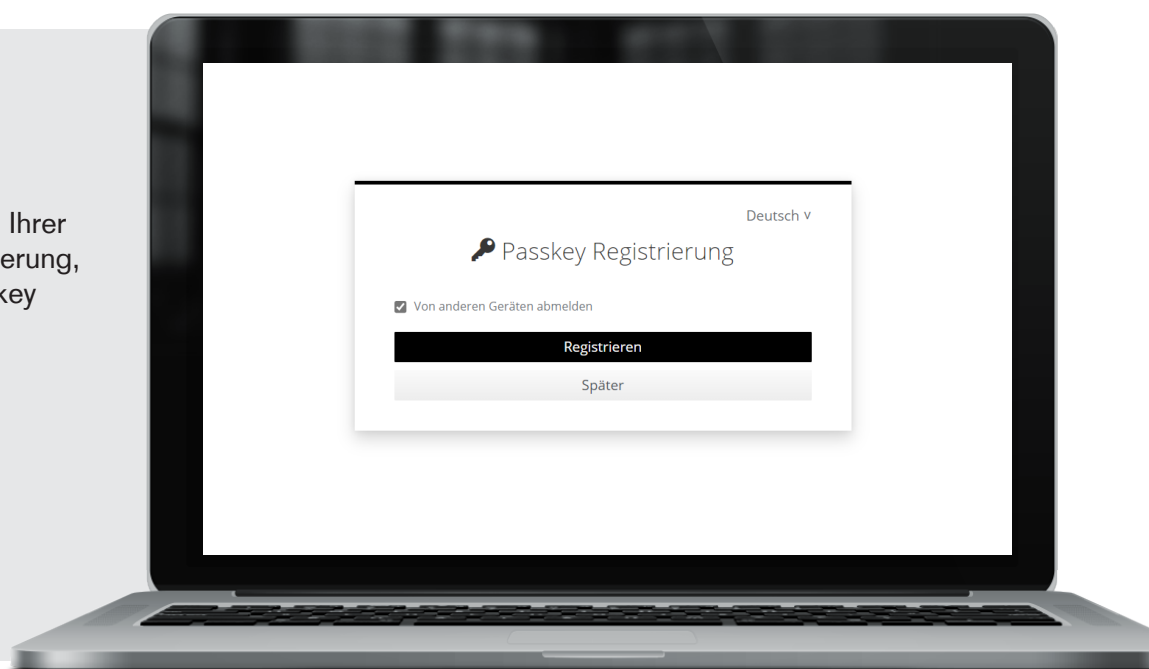 Ihrer
erung,
key
Deutsch v
Passkey Registrierung
Von anderen Geräten abmelden
Registrieren
Später